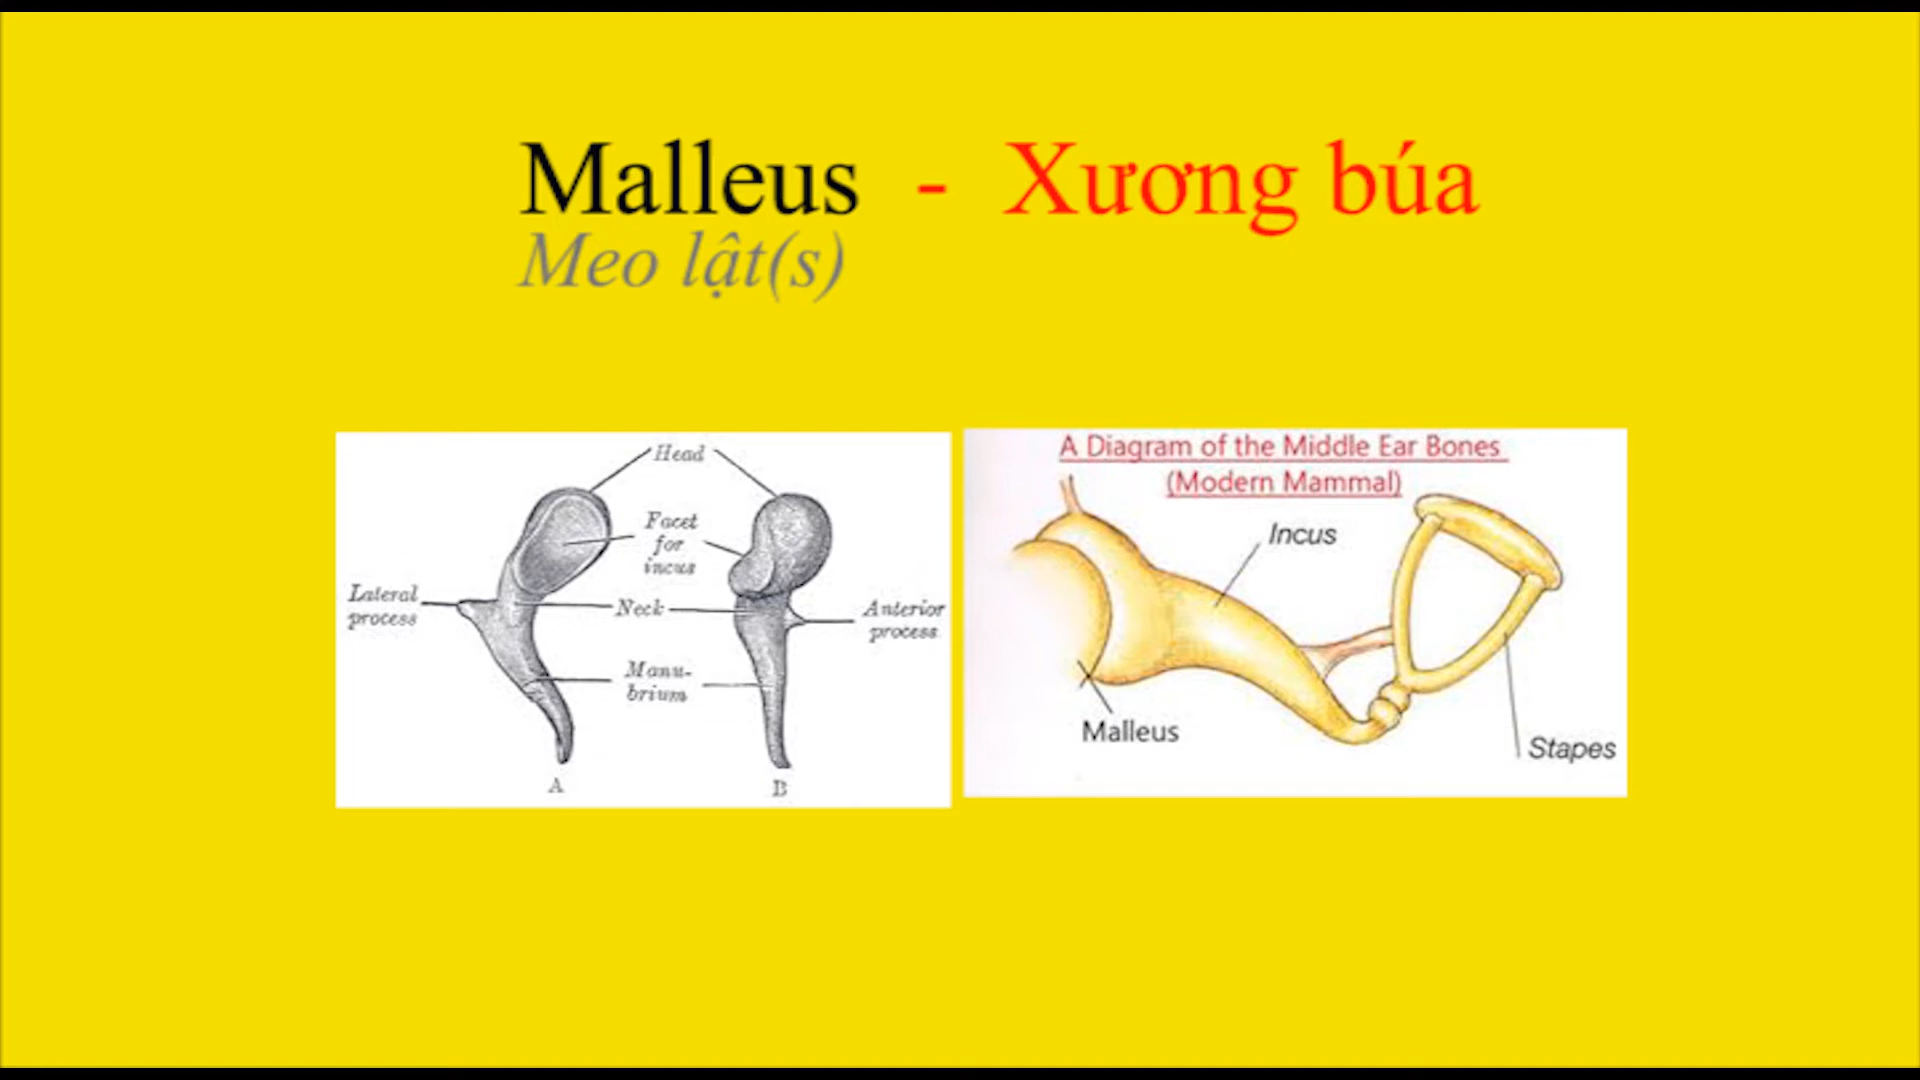 Malleus - Xương búa
Meo lật(s)
Head
Facet
for
incus
Lateral
process
Neck
Anterior
process
Manu-
brium
A
B
A Diagram of the Middle Ear Bones
(Modern Mammal)
Incus
Malleus
Stapes